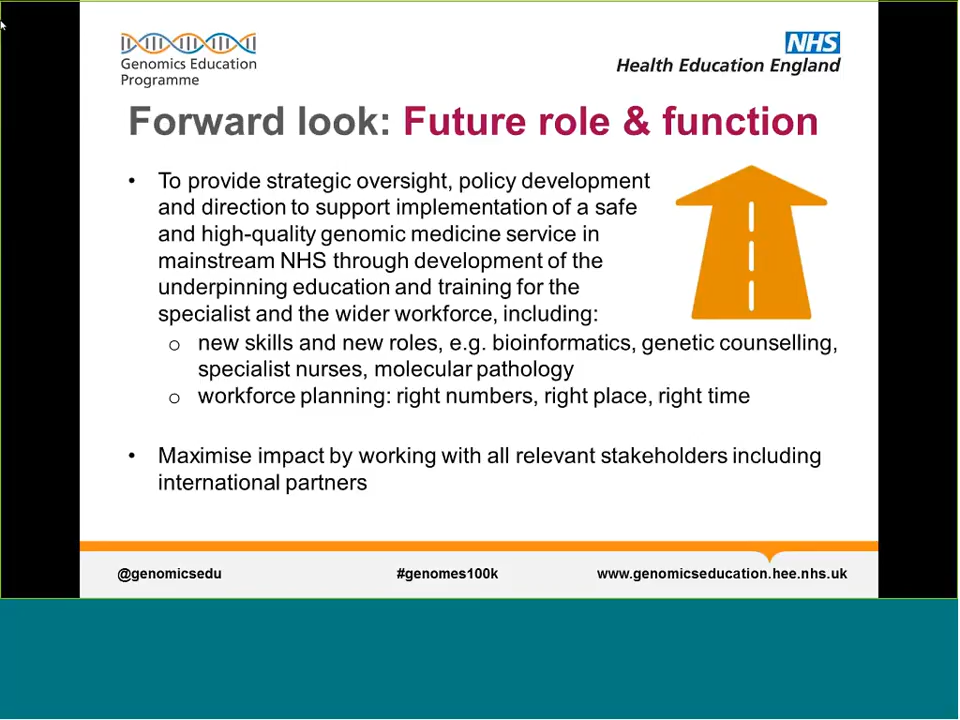 Genomics Education
Programme
NHS
Health Education England
Forward look: Future role & function
• To provide strategic oversight, policy development
and direction to support implementation of a safe
and high-quality genomic medicine service in
mainstream NHS through development of the
underpinning education and training for the
specialist and the wider workforce, including:
o new skills and new roles, e.g. bioinformatics, genetic counselling,
specialist nurses, molecular pathology
o workforce planning: right numbers, right place, right time
• Maximise impact by working with all relevant stakeholders including
international partners
@genomicsedu
#genomes100k
www.genomicseducation.hee.nhs.uk